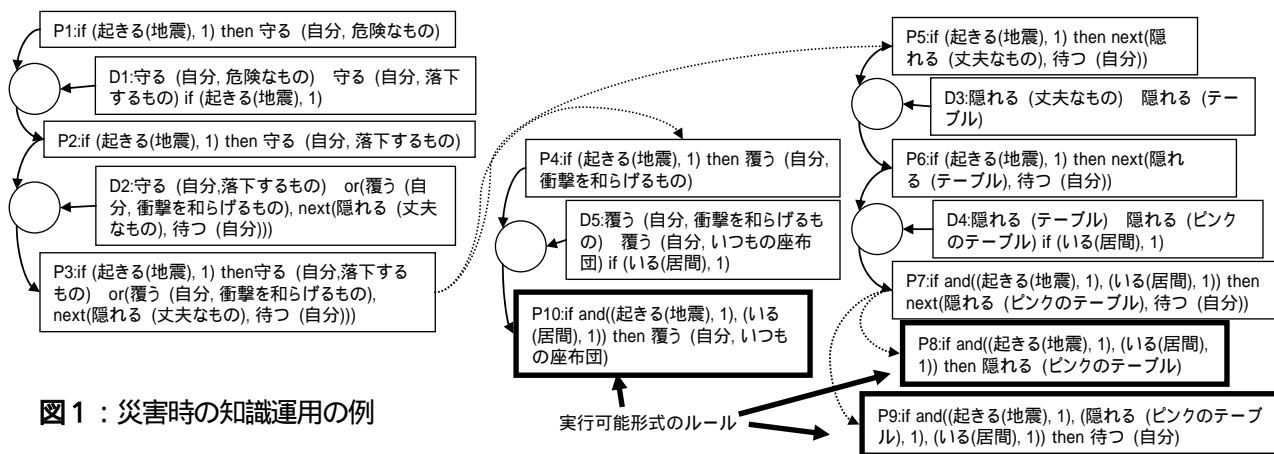 P1:if (起きる(地震), 1) then 守る (自分, 危険なもの)
D1:守る (自分, 危険なもの)　守る (自分, 落下
するもの) if (起きる(地震), 1)
P2:if (起きる(地震), 1) then 守る (自分, 落下するもの)
D2:守る (自分,落下するもの)　or(覆う (自
分, 衝撃を和らげるもの), next(隠れる (丈夫
なもの), 待つ (自分)))
P3:if (起きる(地震), 1) then守る (自分,落下する
もの)　or(覆う (自分, 衝撃を和らげるもの),
next(隠れる (丈夫なもの), 待つ (自分)))
P4:if (起きる(地震), 1) then 覆う (自分,
衝撃を和らげるもの)
D5:覆う (自分, 衝撃を和らげるも
の)　覆う (自分, いつもの座布
団) if (いる(居間), 1)
P10:if and((起きる(地震), 1), (いる
(居間), 1)) then 覆う (自分, いつも
の座布団)
P5:if (起きる(地震), 1) then next(隠
れる (丈夫なもの), 待つ (自分))
D3:隠れる (丈夫なもの)　隠れる (テー
ブル)
P6:if (起きる(地震), 1) then next(隠れ
る (テーブル), 待つ (自分))
D4:隠れる (テーブル)　隠れる (ピンク
のテーブル) if (いる(居間), 1)
P7:if and((起きる(地震), 1), (いる(居間), 1)) then
next(隠れる (ピンクのテーブル), 待つ (自分))
P8:if and((起きる(地震), 1), (いる(居間),
1)) then 隠れる (ピンクのテーブル)
P9:if and((起きる(地震), 1), (隠れる (ピンクのテーブ
ル), 1), (いる(居間), 1)) then 待つ (自分)
実行可能形式のルール
図1：災害時の知識運用の例